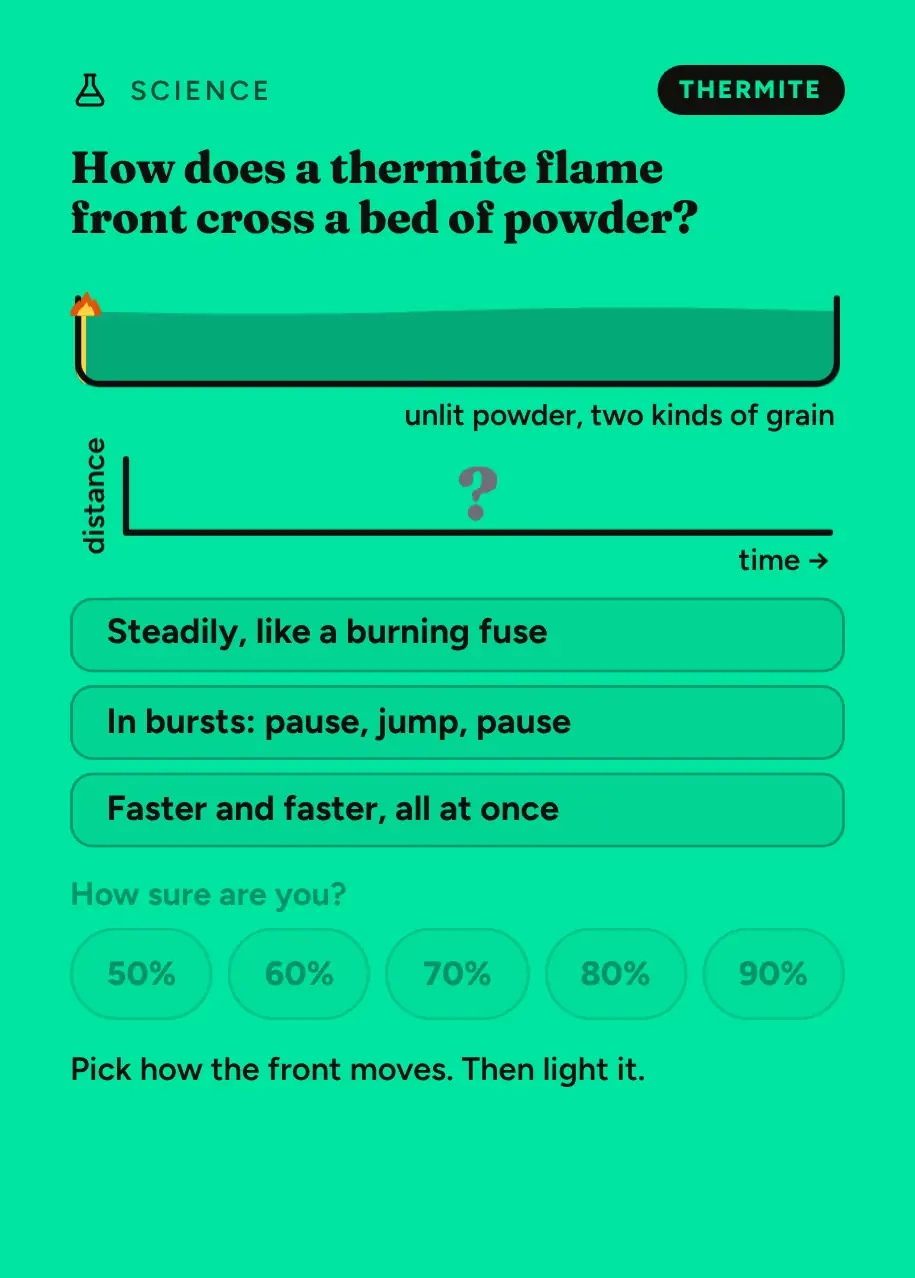 SCIENCE
THERMITE
How does a thermite flame
front cross a bed of powder?
unlit powder, two kinds of grain
distance
?
time →
Steadily, like a burning fuse
In bursts: pause, jump, pause
Faster and faster, all at once
How sure are you?
50% 60% 70% 80% 90%
Pick how the front moves. Then light it.